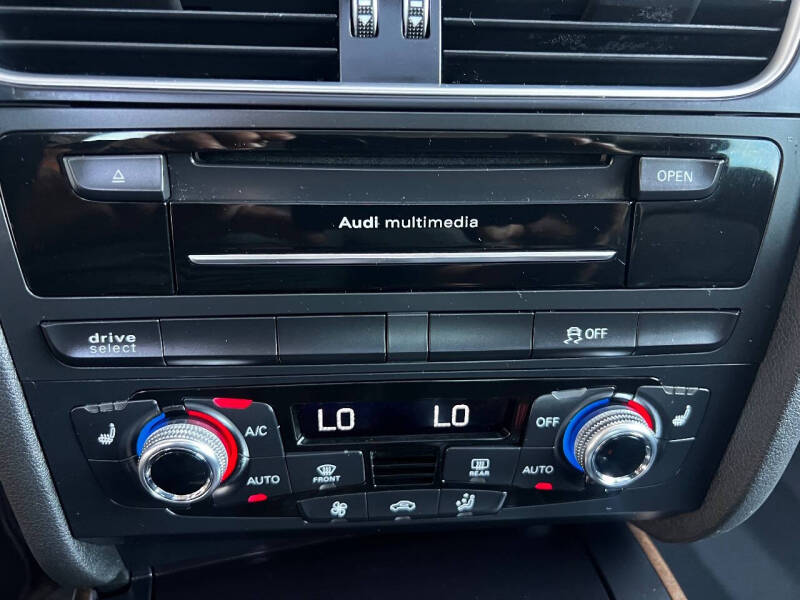 OPEN
Audi multimedia
drive
select
OFF
LO LO
A/C
OFF
AUTO
FRONT
REAR
AUTO